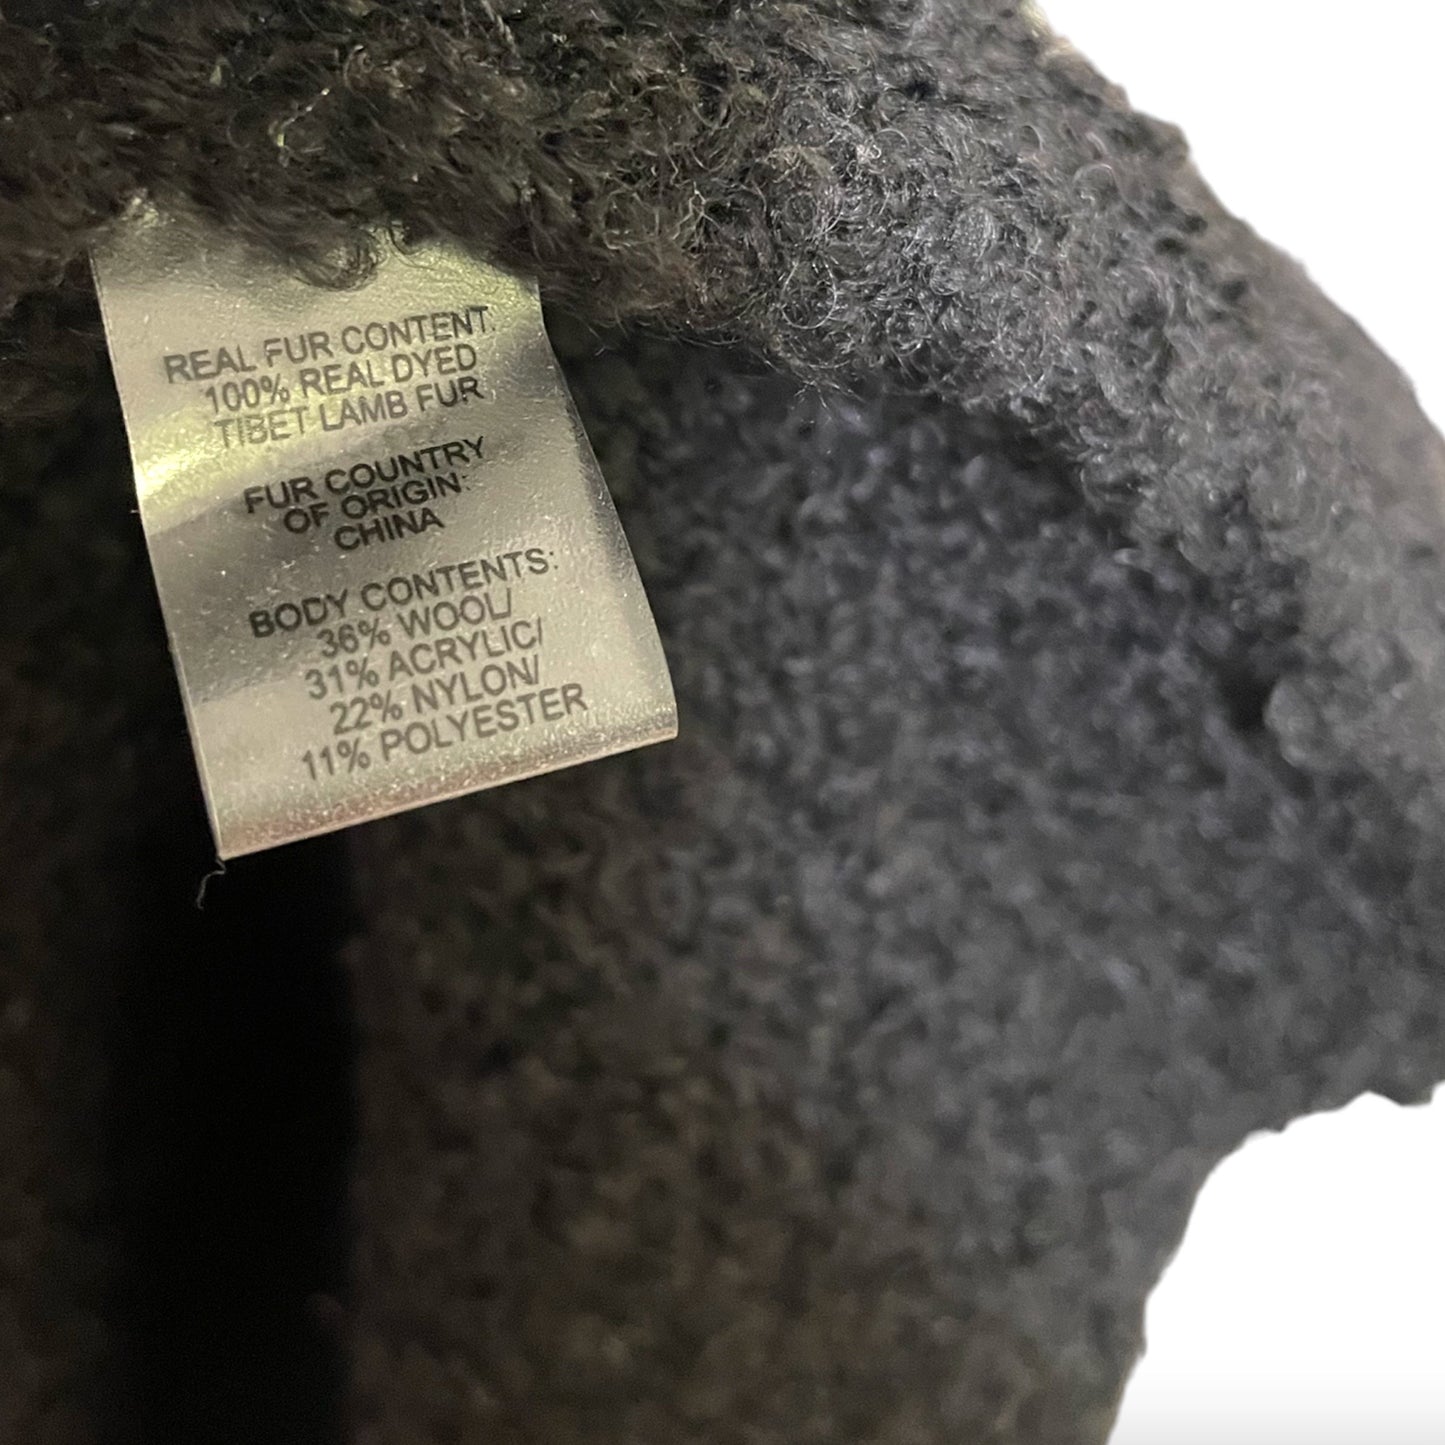 REAL FUR CONTENT:
100% REAL DYED
TIBET LAMB FUR
FUR COUNTRY
OF ORIGIN:
CHINA
BODY CONTENTS:
36% WOOL/
31% ACRYLIC/
22% NYLON/
11% POLYESTER